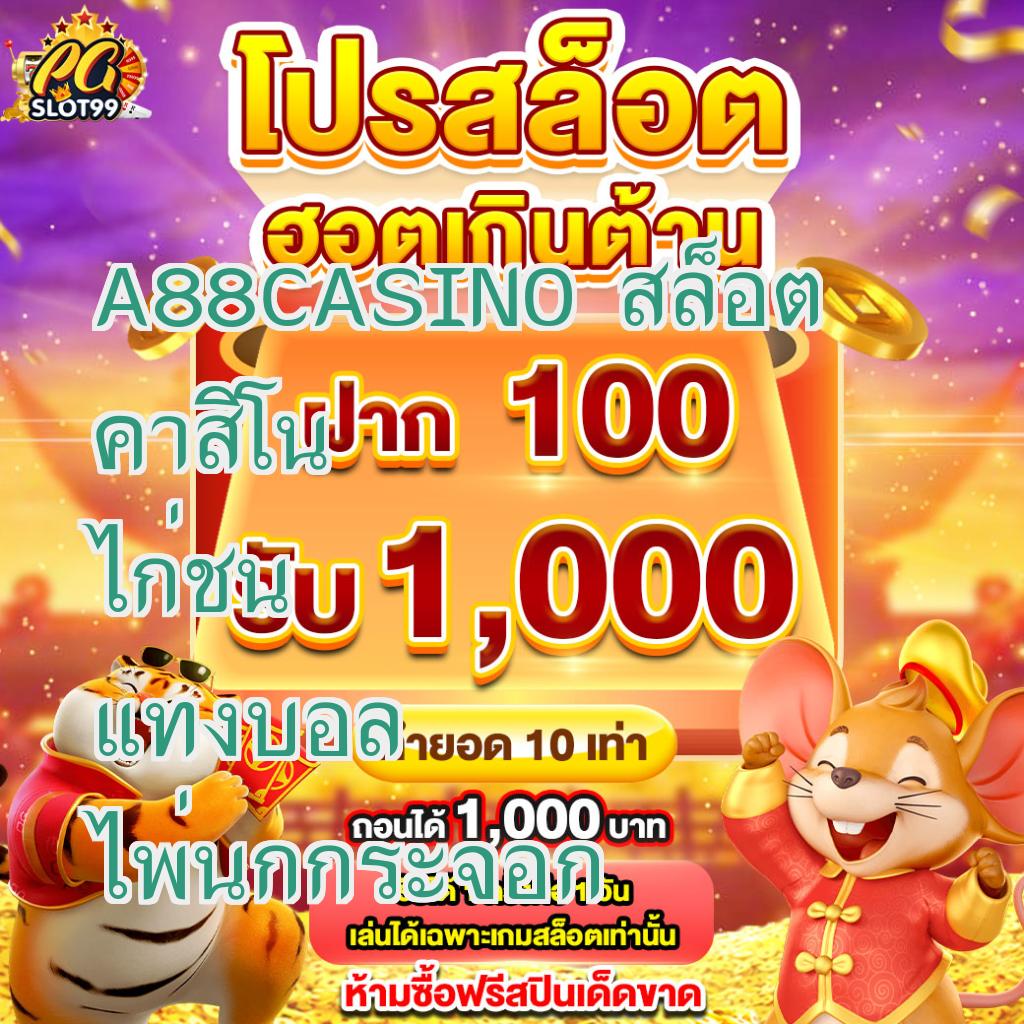 PG
SLOT99
โปรสล็อต
ฮอตเกินต้าน
A88CASINO สล็อต
คาสิโน
ฝาก 100
ไก่ชน
รับ 1,000
แทงบอล
ทำยอด 10 เท่า
ถอนได้ 1,000 บาท
ไพ่นกกระจอก
เล่นได้เฉพาะเกมสล็อตเท่านั้น
ห้ามซื้อฟรีสปินเด็ดขาด